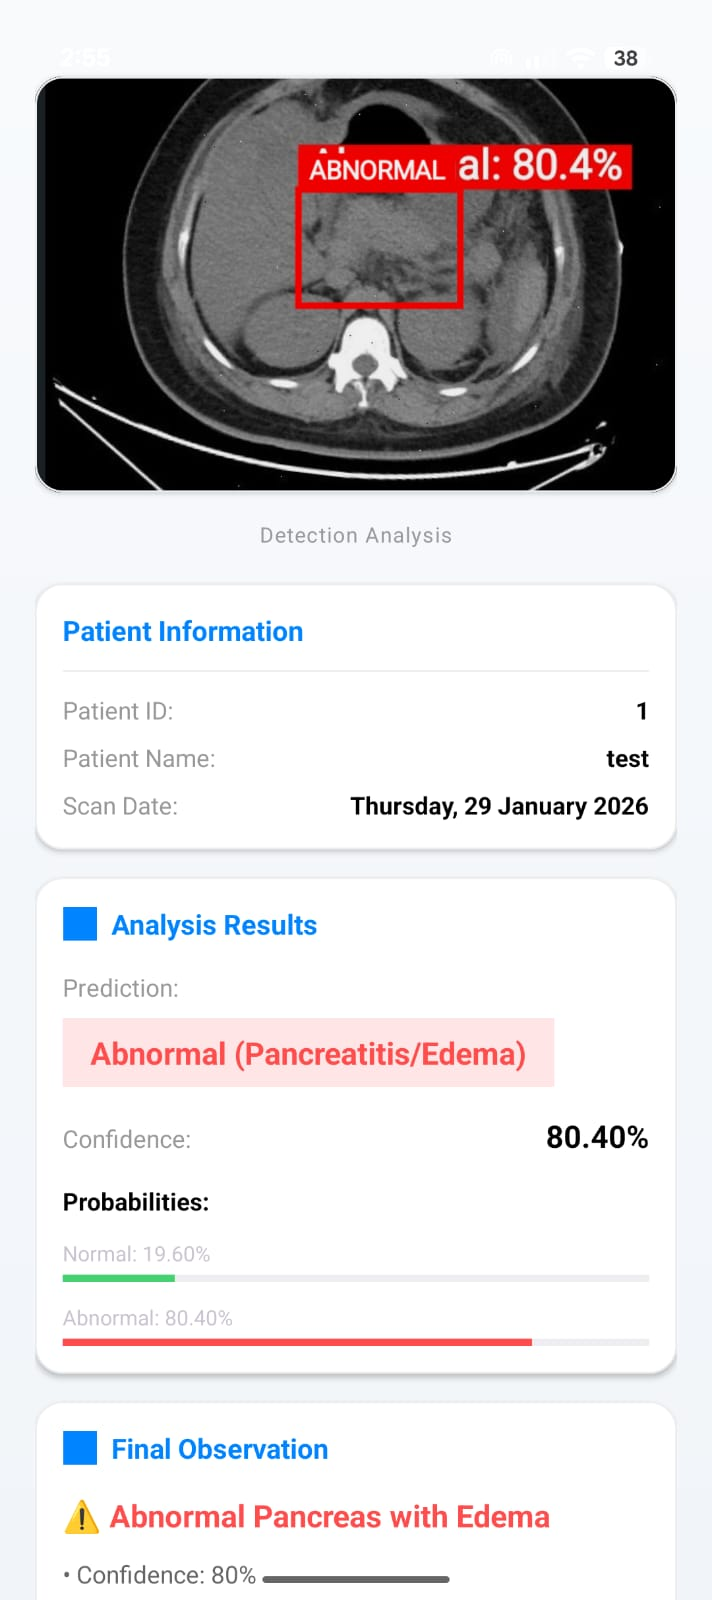 2:55
38
ABNORMAL al: 80.4%
Detection Analysis
Patient Information
Patient ID: 1
Patient Name: test
Scan Date: Thursday, 29 January 2026
Analysis Results
Prediction:
Abnormal (Pancreatitis/Edema)
Confidence: 80.40%
Probabilities:
Normal: 19.60%
Abnormal: 80.40%
Final Observation
⚠️ Abnormal Pancreas with Edema
• Confidence: 80%